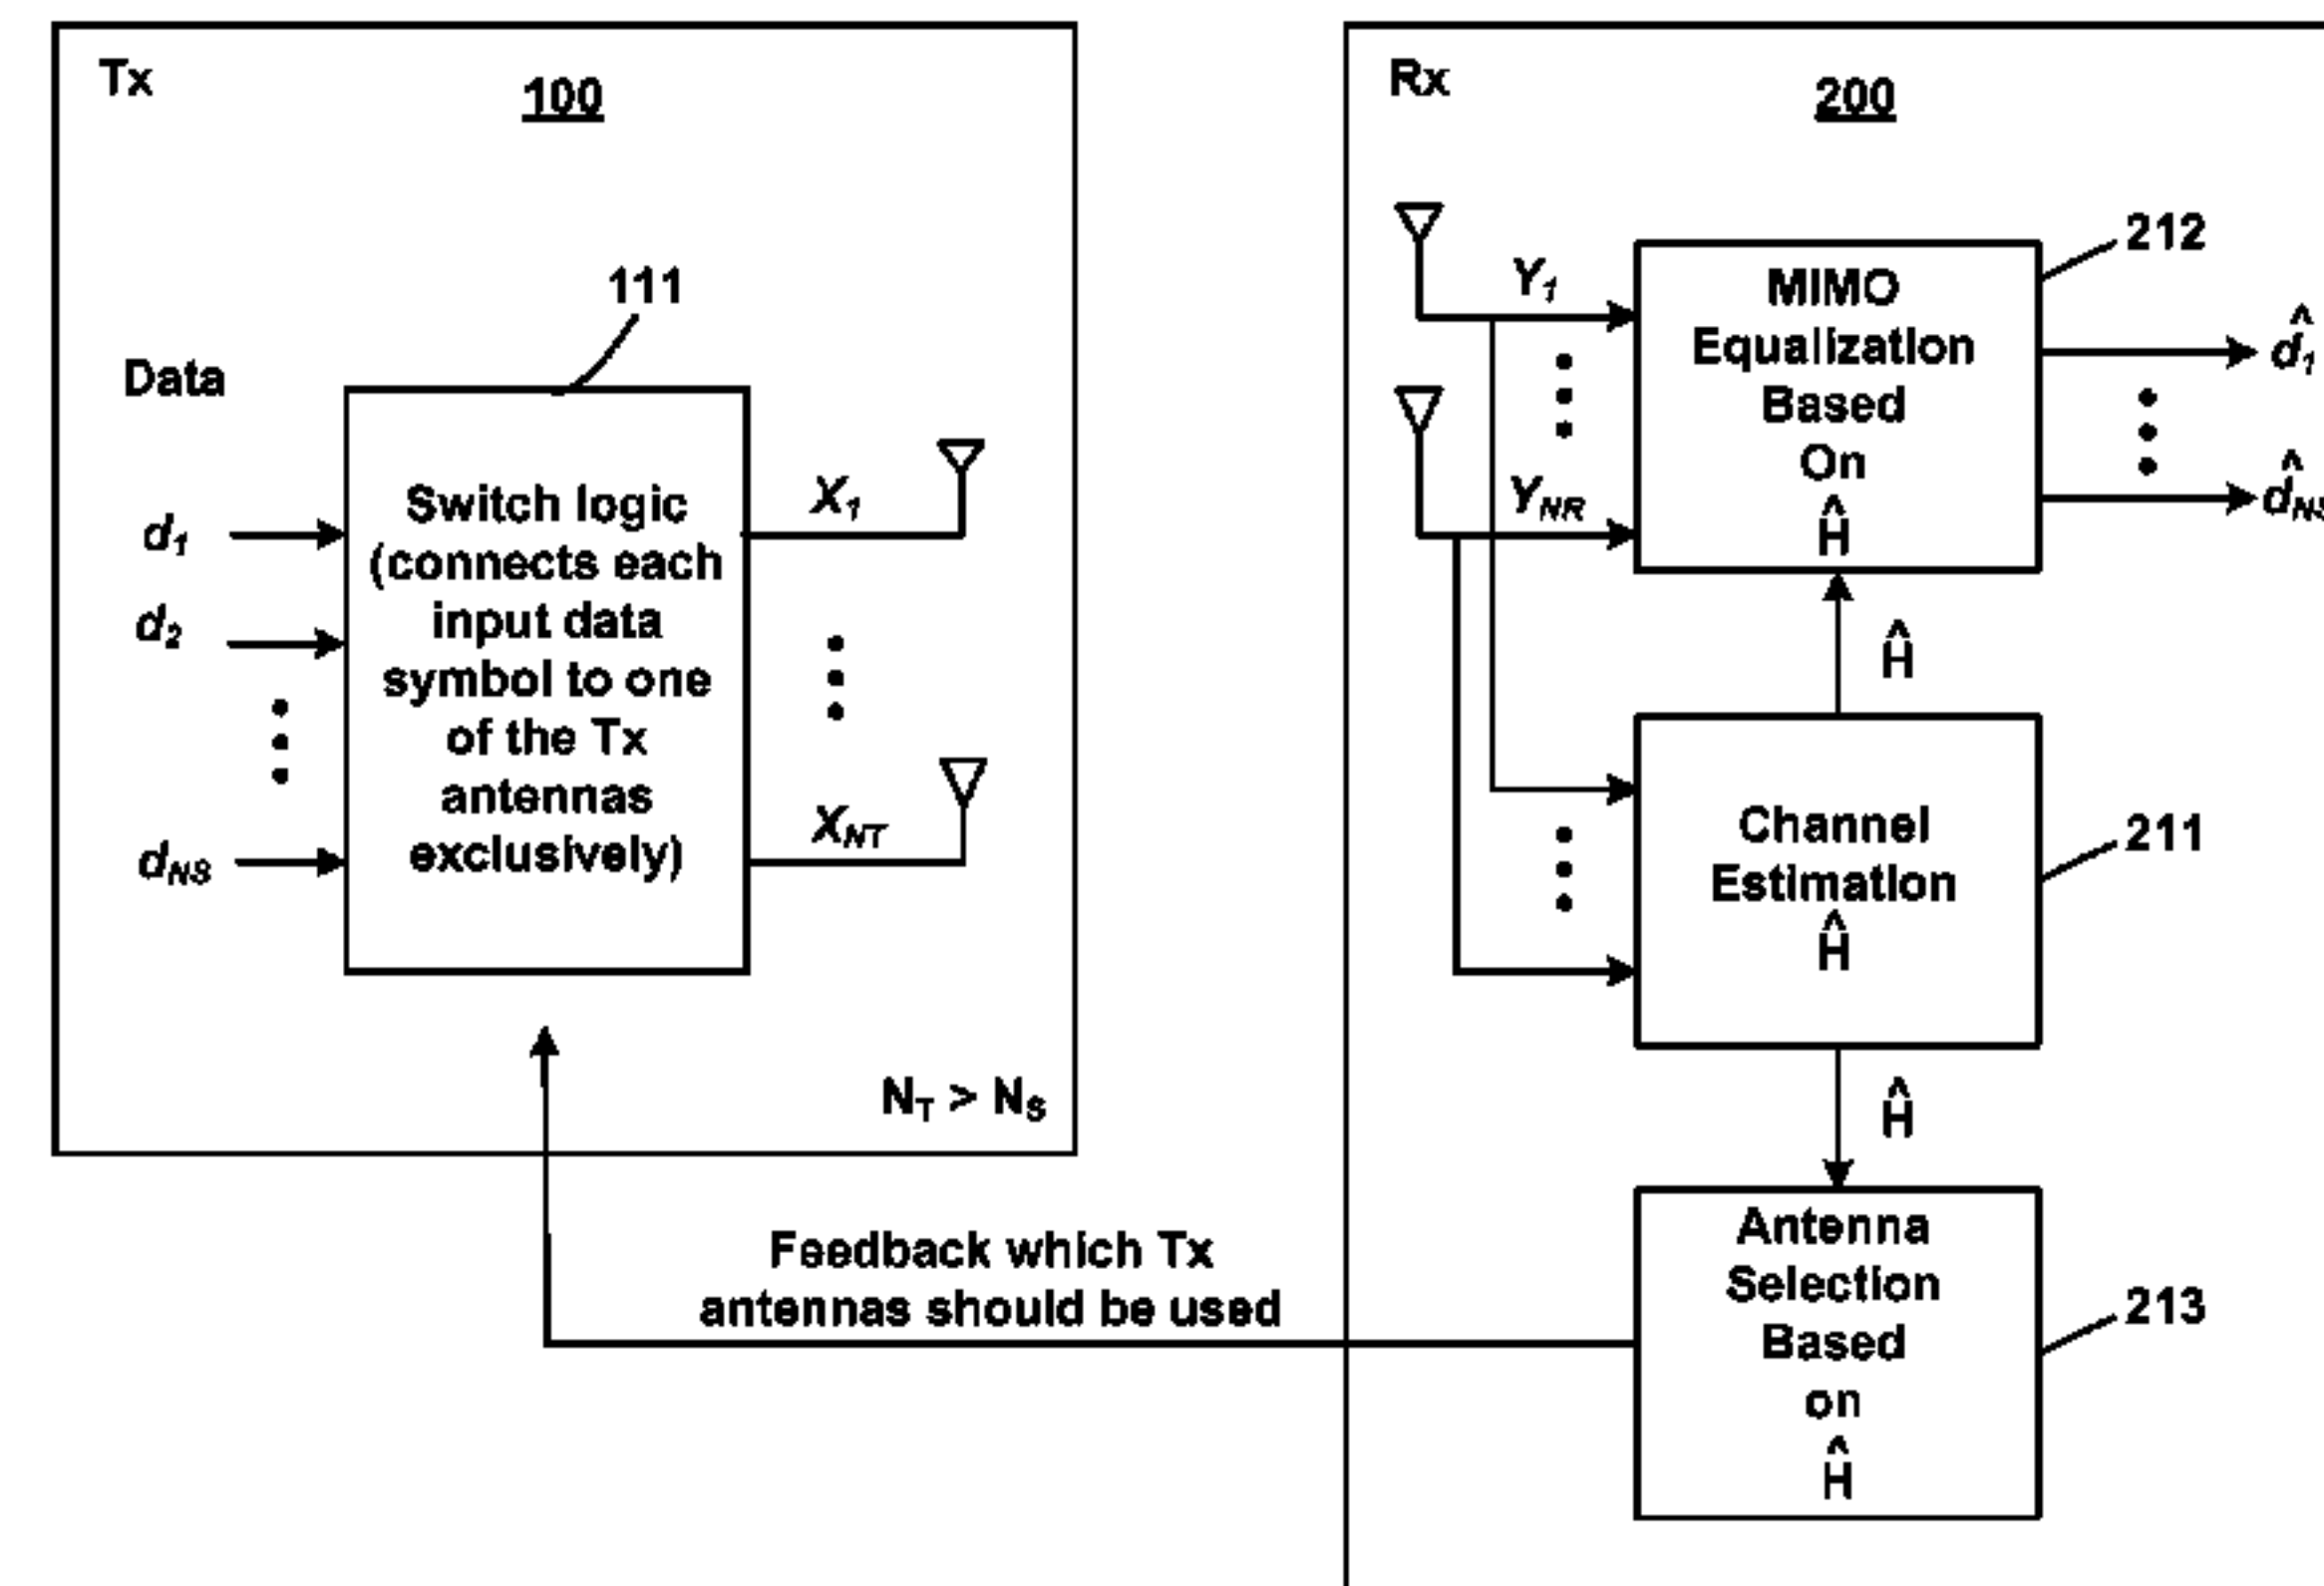 Tx
100
111
Data
d1
d2
dNS
Switch logic
(connects each
input data
symbol to one
of the Tx
antennas
exclusively)
X1
XNT
NT > NS
Feedback which Tx
antennas should be used
Rx
200
Y1
YNR
MIMO
Equalization
Based
On
Ĥ
212
d̂1
d̂NS
Ĥ
Channel
Estimation
Ĥ
211
Ĥ
Antenna
Selection
Based
on
Ĥ
213